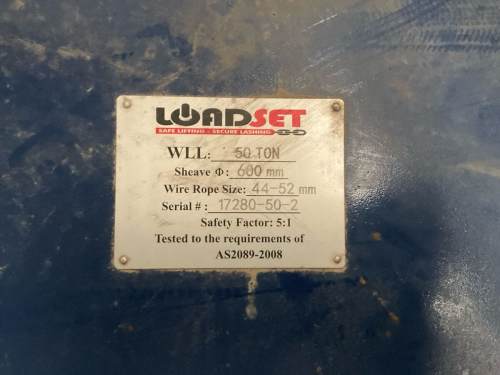 LOADSET
SAFE LIFTING - SECURE LASHING
WLL: 50 TON
Sheave Φ: 600 mm
Wire Rope Size: 44-52 mm
Serial # : 17280-50-2
Safety Factor: 5:1
Tested to the requirements of
AS2089-2008